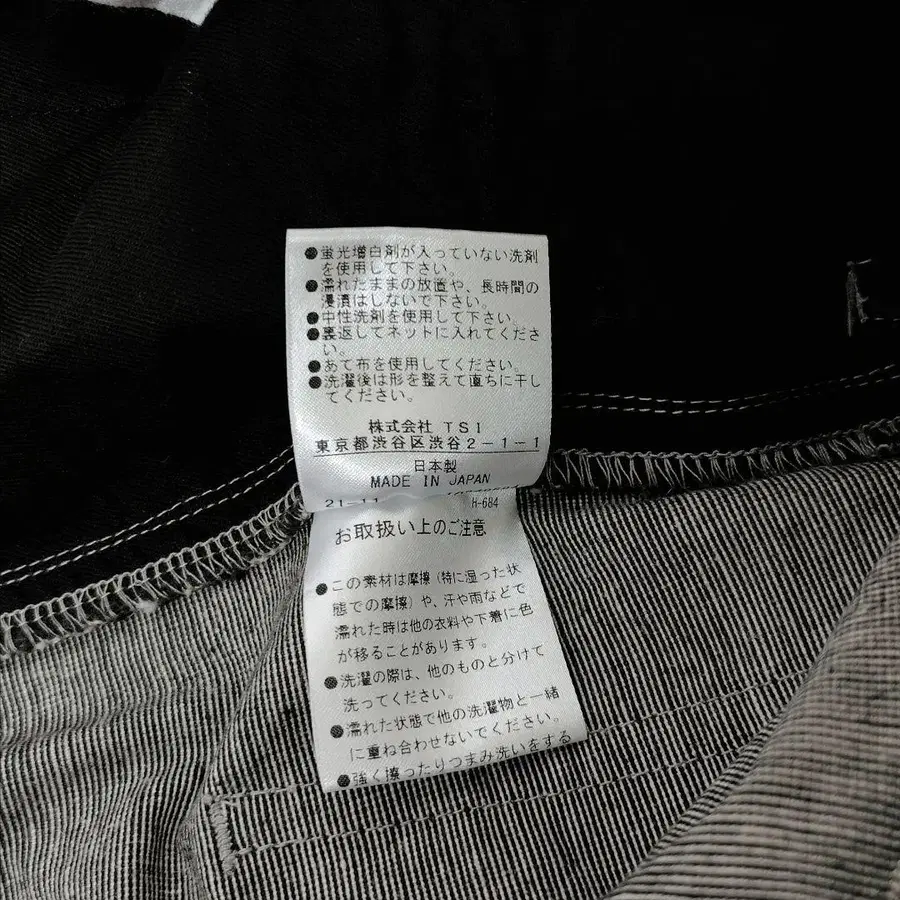 ●蛍光増白剤が入っていない洗剤
を使用して下さい。
●濡れたままの放置や、長時間の
浸漬はしないで下さい。
●中性洗剤を使用して下さい。
●裏返してネットに入れてくださ
い。
●あて布を使用してください。
●洗濯後は形を整えて直ちに干し
てください。
株式会社 TSI
東京都渋谷区渋谷2-1-1
日本製
MADE IN JAPAN
21-11
H-684
お取扱い上のご注意
●この素材は摩擦(特に湿った状
態での摩擦)や、汗や雨などで
濡れた時は他の衣料や下着に色
が移ることがあります。
●洗濯の際は、他のものと分けて
洗ってください。
●濡れた状態で他の洗濯物と一緒
に重ね合わせないでください。
●強く擦ったりつまみ洗いをする